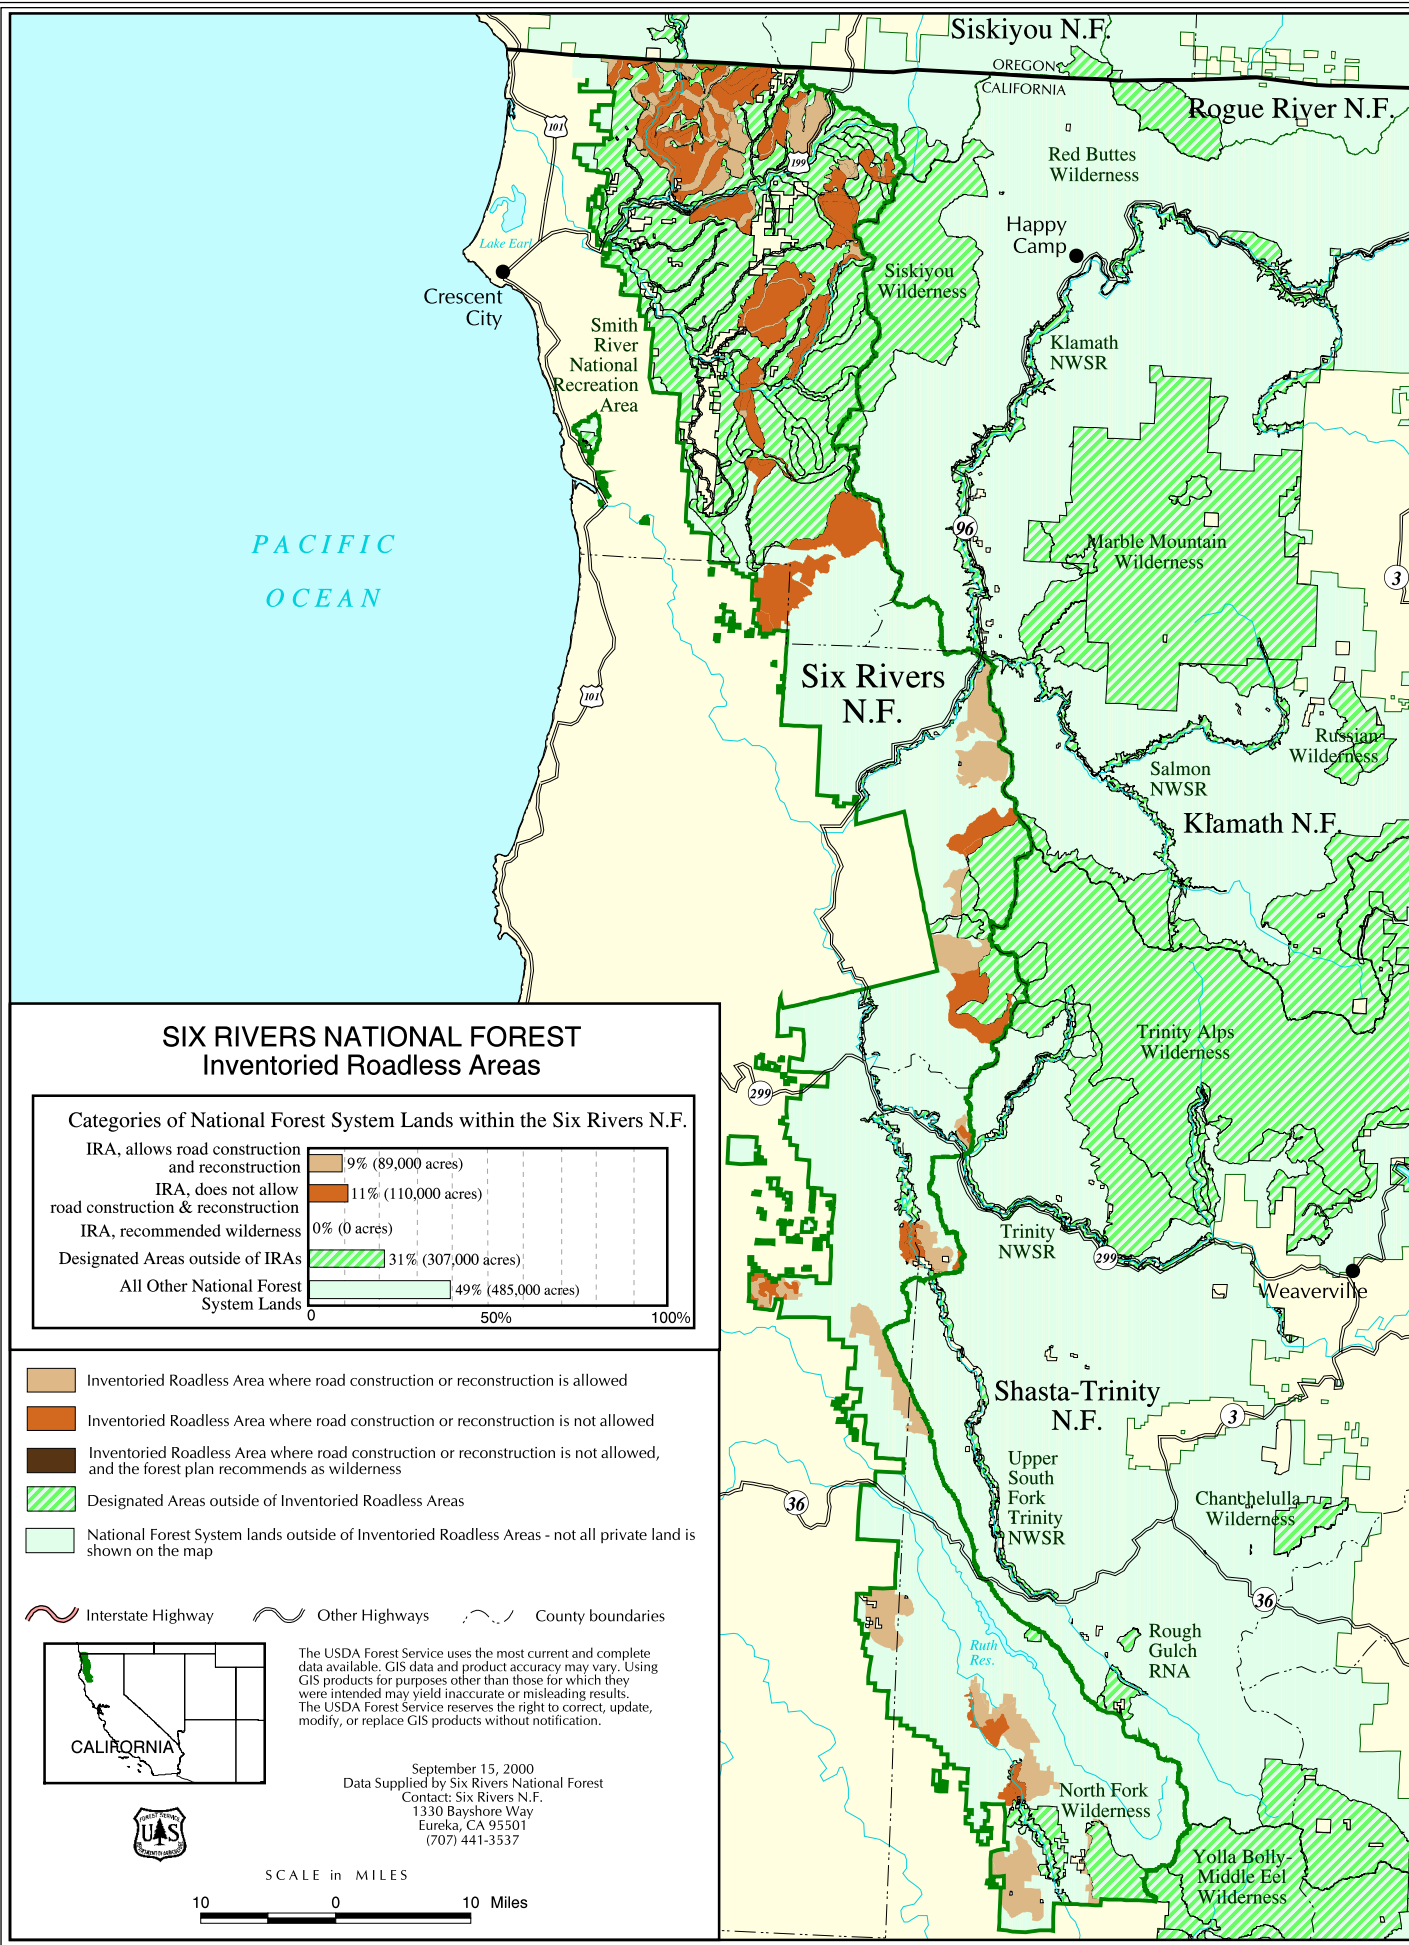 Siskiyou N.F.
OREGON
CALIFORNIA
Rogue River N.F.
101
199
Red Buttes
Wilderness
Happy
Camp
Lake Earl
Siskiyou
Wilderness
Crescent
City
Smith
River
National
Recreation
Area
Klamath
NWSR
96
PACIFIC
OCEAN
Marble Mountain
Wilderness
3
Six Rivers
N.F.
101
Russian
Wilderness
Salmon
NWSR
Klamath N.F.
Trinity Alps
Wilderness
299
Trinity
NWSR
299
Weaverville
Shasta-Trinity
N.F.
3
Upper
South
Fork
Trinity
NWSR
Chanchelulla
Wilderness
36
36
Ruth
Res.
Rough
Gulch
RNA
North Fork
Wilderness
Yolla Bolly-
Middle Eel
Wilderness
SIX RIVERS NATIONAL FOREST
Inventoried Roadless Areas
Categories of National Forest System Lands within the Six Rivers N.F.
IRA, allows road construction
and reconstruction
9% (89,000 acres)
IRA, does not allow
road construction & reconstruction
11% (110,000 acres)
IRA, recommended wilderness
0% (0 acres)
Designated Areas outside of IRAs
31% (307,000 acres)
All Other National Forest
System Lands
49% (485,000 acres)
0 50% 100%
Inventoried Roadless Area where road construction or reconstruction is allowed
Inventoried Roadless Area where road construction or reconstruction is not allowed
Inventoried Roadless Area where road construction or reconstruction is not allowed,
and the forest plan recommends as wilderness
Designated Areas outside of Inventoried Roadless Areas
National Forest System lands outside of Inventoried Roadless Areas - not all private land is
shown on the map
Interstate Highway Other Highways County boundaries
CALIFORNIA
The USDA Forest Service uses the most current and complete
data available. GIS data and product accuracy may vary. Using
GIS products for purposes other than those for which they
were intended may yield inaccurate or misleading results.
The USDA Forest Service reserves the right to correct, update,
modify, or replace GIS products without notification.
September 15, 2000
Data Supplied by Six Rivers National Forest
Contact: Six Rivers N.F.
1330 Bayshore Way
Eureka, CA 95501
(707) 441-3537
FOREST SERVICE
U S
DEPARTMENT OF AGRICULTURE
SCALE in MILES
10 0 10 Miles